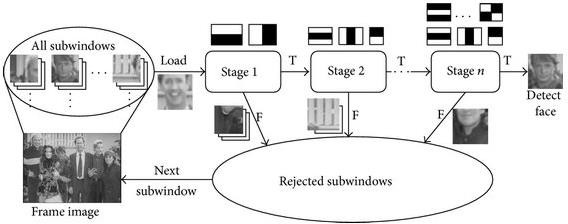 All subwindows
Load
Stage 1
T
Stage 2
T
Stage n
T
Detect
face
F
F
F
Next
subwindow
Rejected subwindows
Frame image